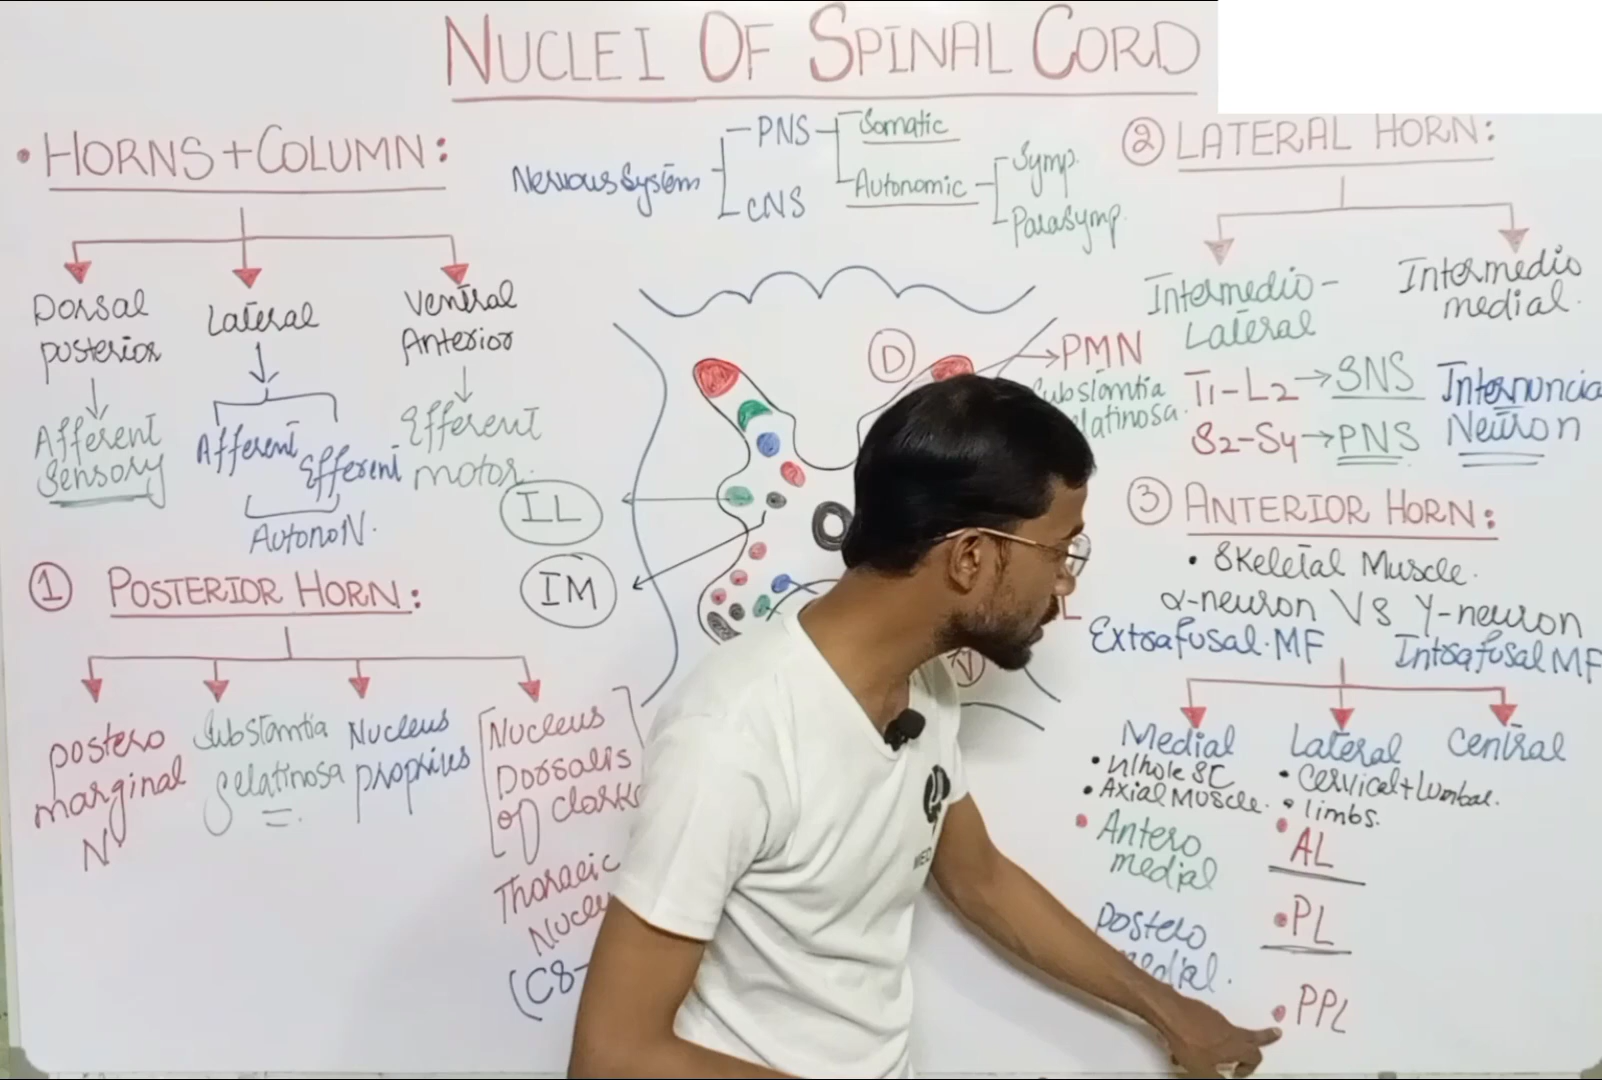 NUCLEI OF SPINAL CORD
• HORNS + COLUMN:
Dorsal
posterior
Afferent
Sensory
Lateral
Afferent
Efferent
Autono N.
Ventral
Anterior
Efferent
motor.
Nervous System
PNS
CNS
Somatic
Autonomic
Symp.
Parasymp.
① POSTERIOR HORN:
postero
marginal
N
Substantia
gelatinosa
Nucleus
proprius
Nucleus
Dorsalis
of Clark
Thoracic
(C8-
IL
IM
D
PMN
V
② LATERAL HORN:
Intermedio-
Lateral
T1-L2 → SNS
S2-S4 → PNS
Intermedio
medial.
Neuron
③ ANTERIOR HORN:
• Skeletal Muscle.
α-neuron VS γ-neuron
Extrafusal. MF
Intrafusal MF
Medial
• Whole SC
• Axial Muscle.
• Antero
medial
Postero
Lateral
• Cervical + Lumbar.
• limbs.
• AL
• PL
• PPL
Central